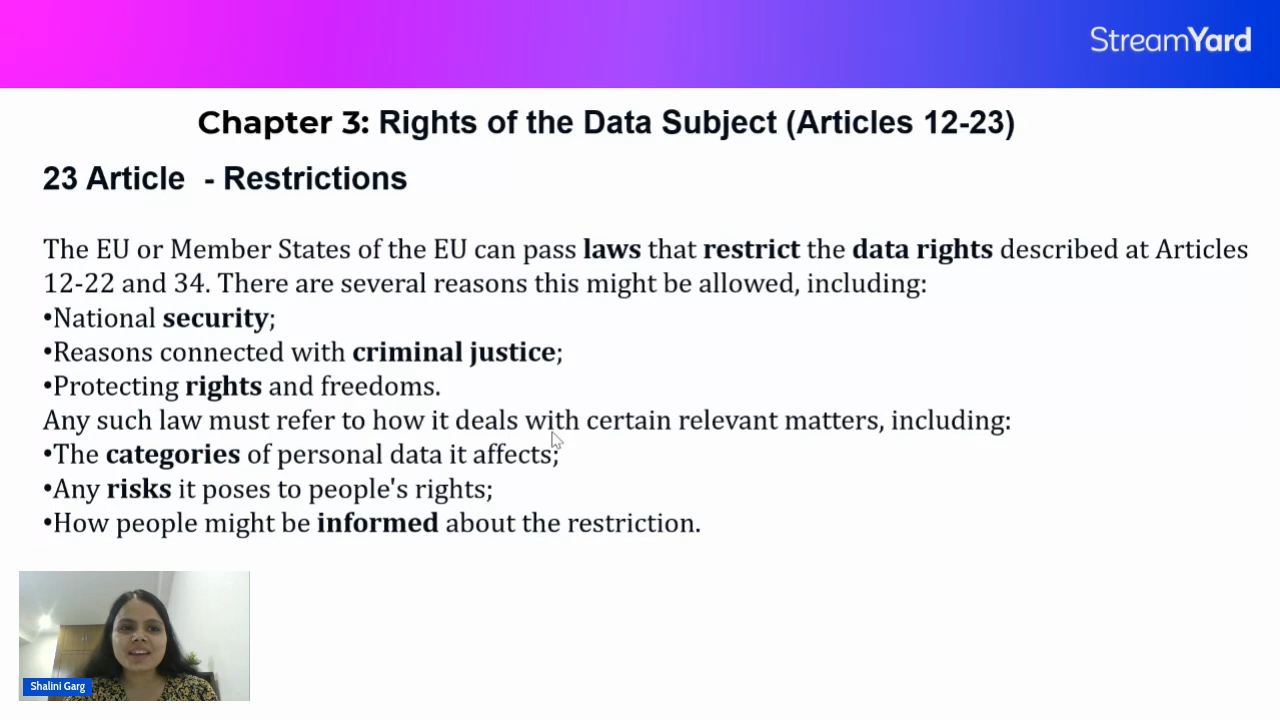 StreamYard
Chapter 3: Rights of the Data Subject (Articles 12-23)
23 Article - Restrictions
The EU or Member States of the EU can pass laws that restrict the data rights described at Articles
12-22 and 34. There are several reasons this might be allowed, including:
•National security;
•Reasons connected with criminal justice;
•Protecting rights and freedoms.
Any such law must refer to how it deals with certain relevant matters, including:
•The categories of personal data it affects;
•Any risks it poses to people's rights;
•How people might be informed about the restriction.
Shalini Garg